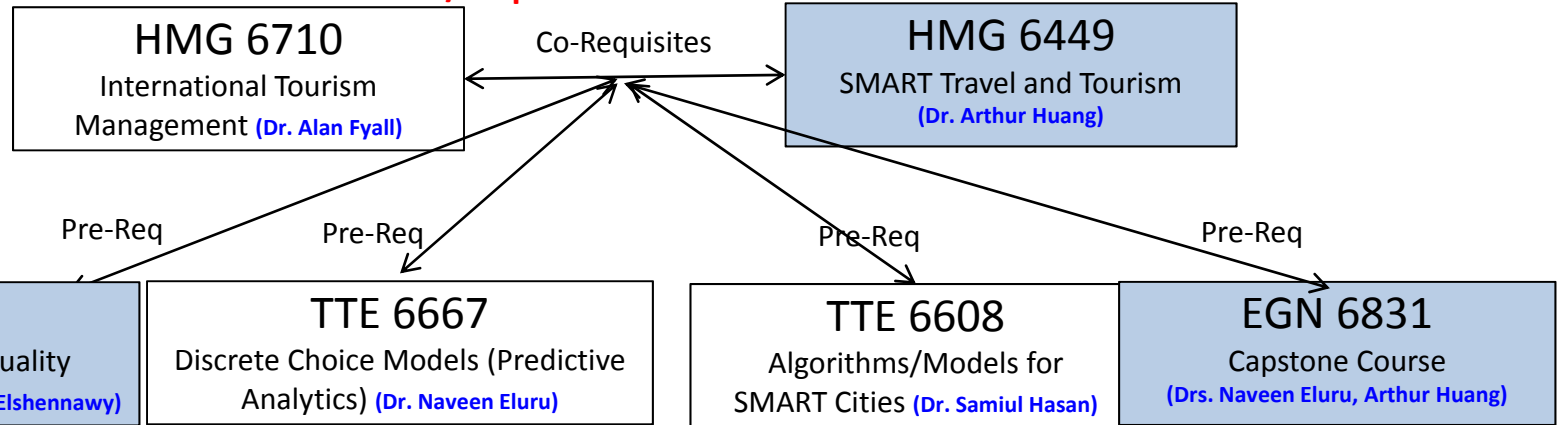 HMG 6710
International Tourism
Management (Dr. Alan Fyall)
Co-Requisites
HMG 6449
SMART Travel and Tourism
(Dr. Arthur Huang)
Pre-Req
Pre-Req
Pre-Req
Pre-Req
uality
Elshennawy)
TTE 6667
Discrete Choice Models (Predictive
Analytics) (Dr. Naveen Eluru)
TTE 6608
Algorithms/Models for
SMART Cities (Dr. Samiul Hasan)
EGN 6831
Capstone Course
(Drs. Naveen Eluru, Arthur Huang)